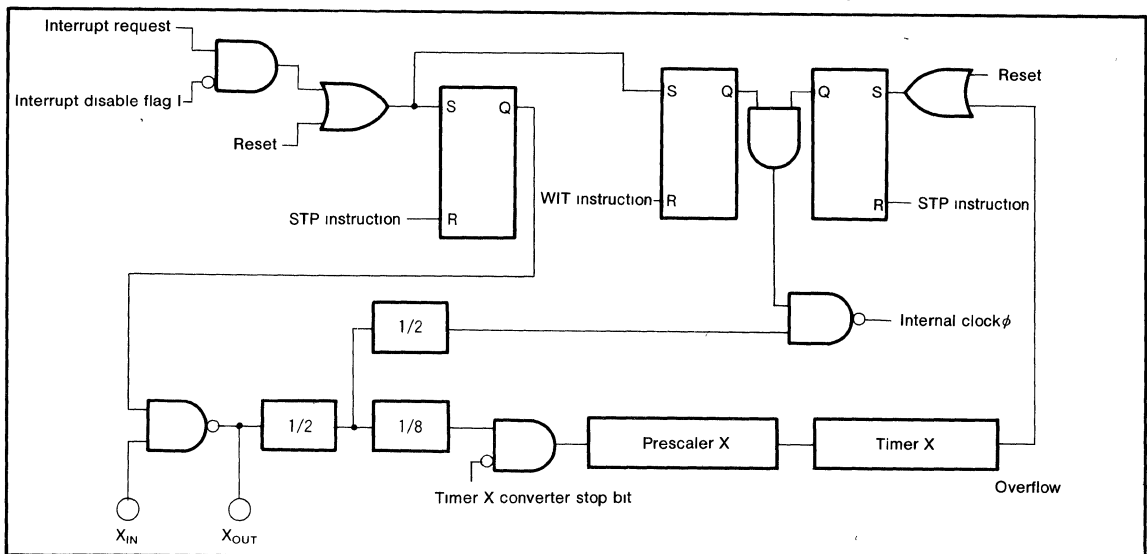 Interrupt request
Interrupt disable flag I
Reset
S
Q
R
STP instruction
S
Q
R
WIT instruction
Q
S
R
Reset
STP instruction
1/2
Internal clock ϕ
1/2
1/8
Prescaler X
Timer X
Timer X converter stop bit
Overflow
XIN
XOUT